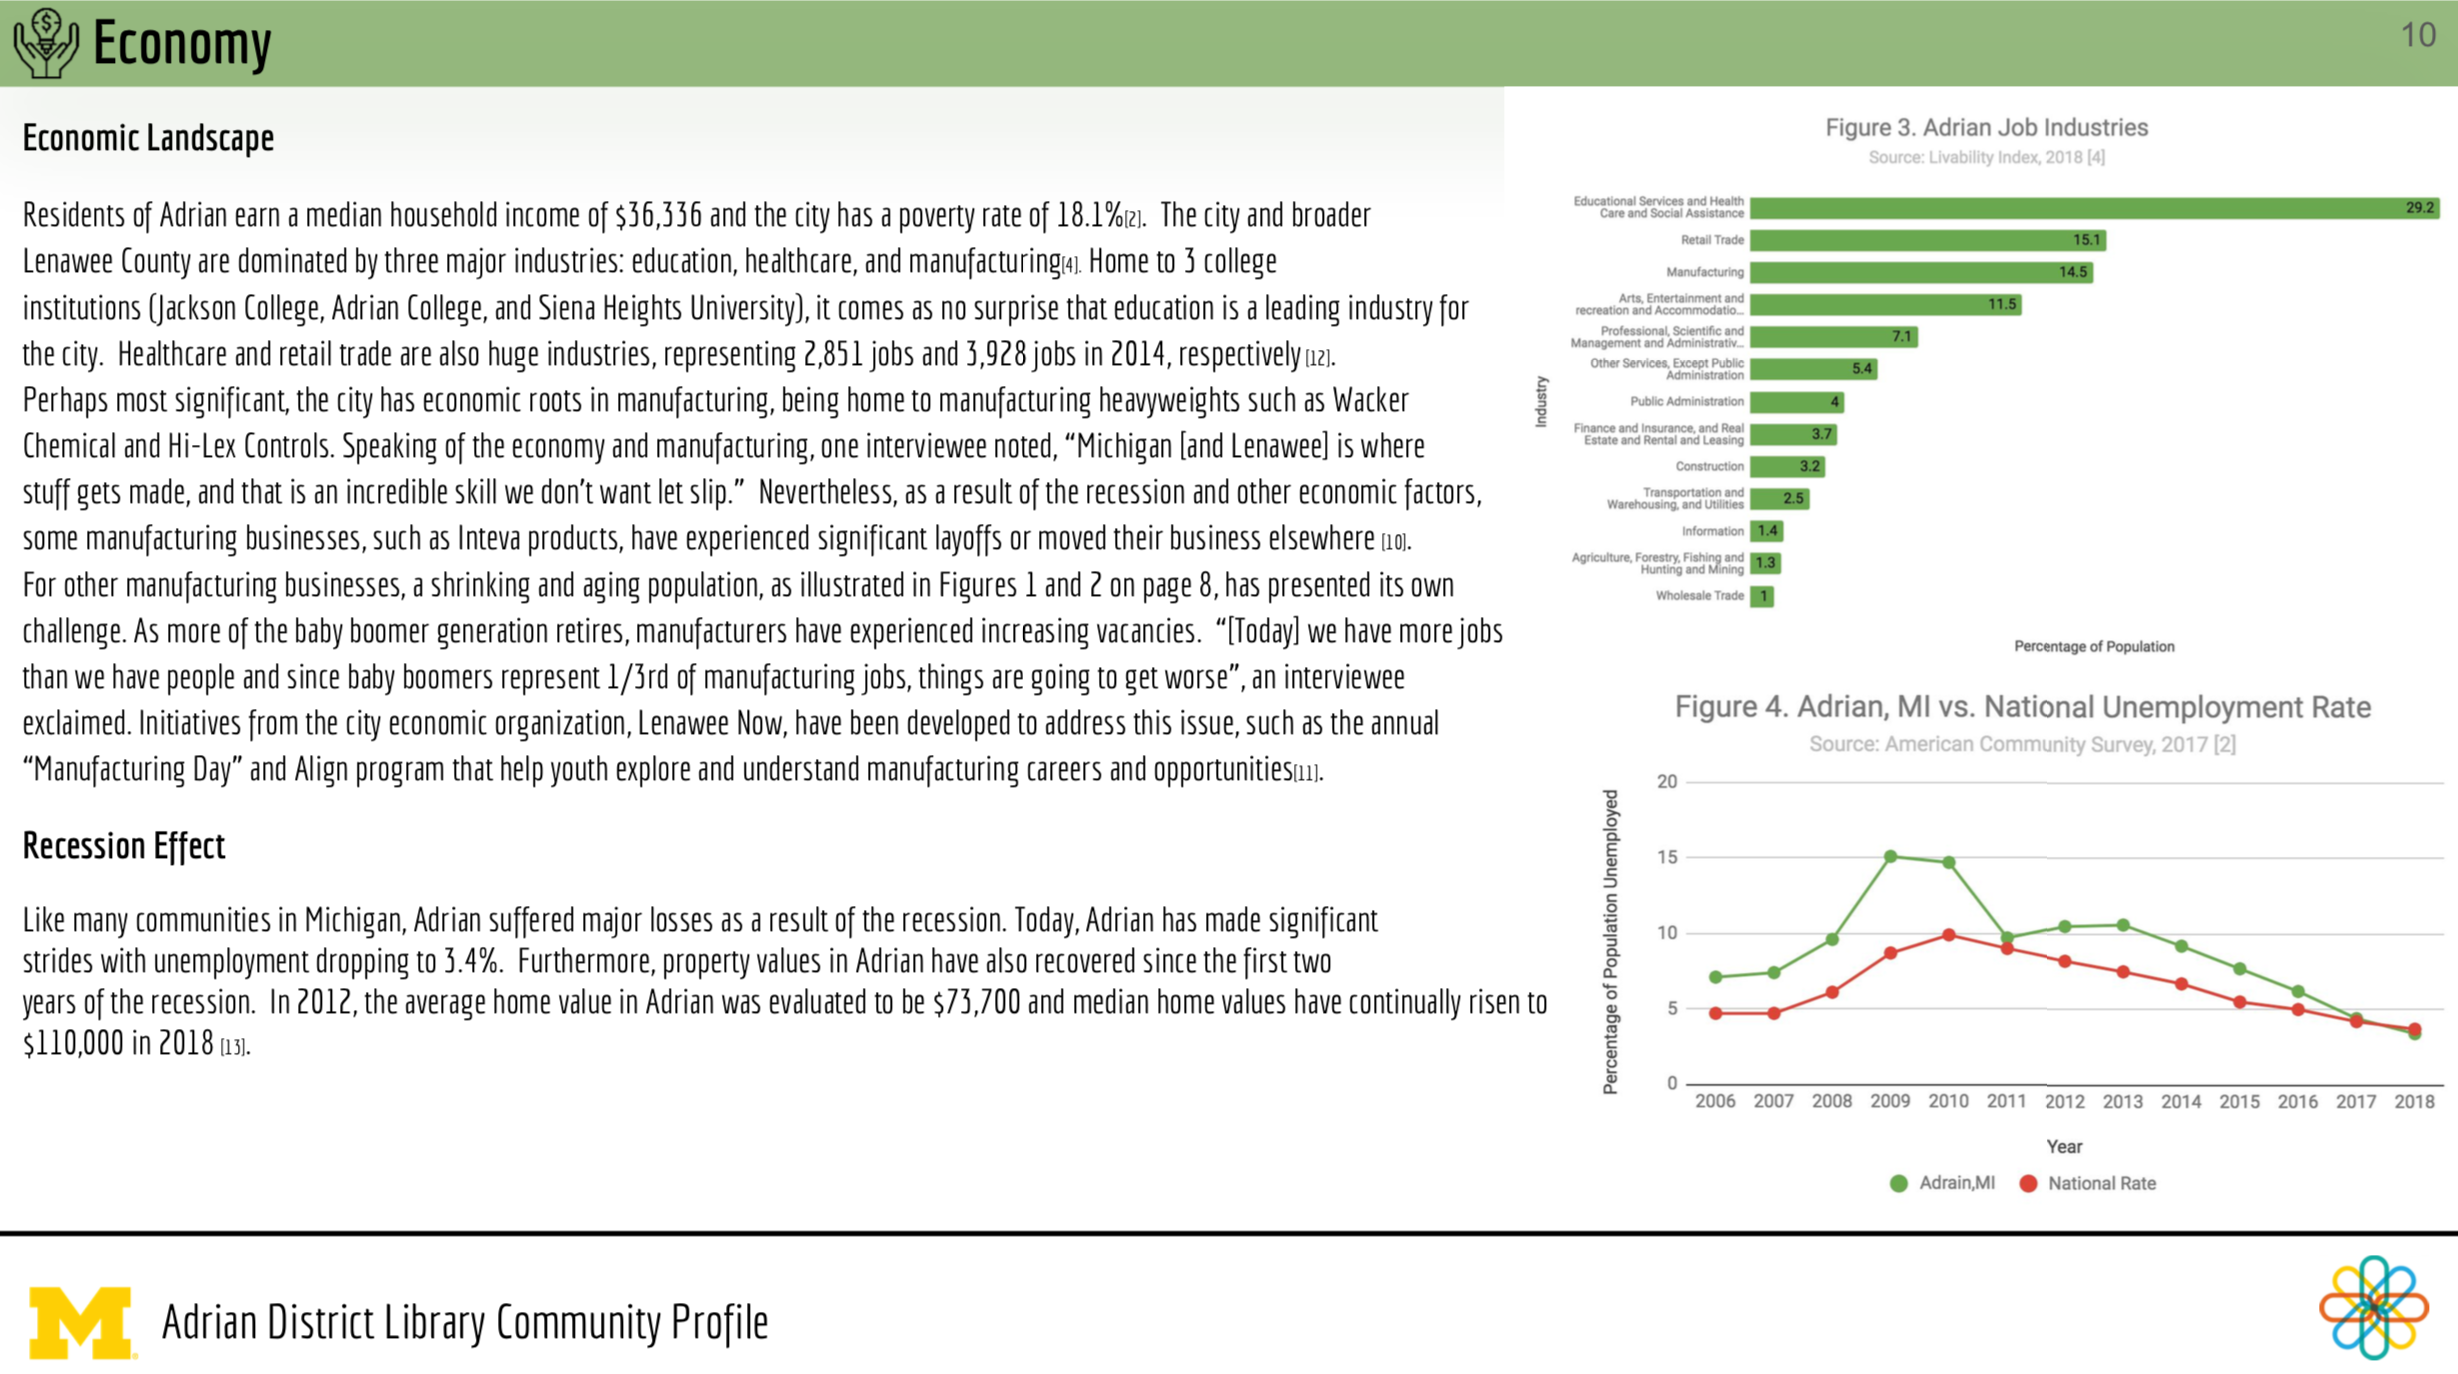 Economy
10
Economic Landscape
Residents of Adrian earn a median household income of $36,336 and the city has a poverty rate of 18.1%[2].  The city and broader
Lenawee County are dominated by three major industries: education, healthcare, and manufacturing[4]. Home to 3 college
institutions (Jackson College, Adrian College, and Siena Heights University), it comes as no surprise that education is a leading industry for
the city.  Healthcare and retail trade are also huge industries, representing 2,851 jobs and 3,928 jobs in 2014, respectively [12].
Perhaps most significant, the city has economic roots in manufacturing, being home to manufacturing heavyweights such as Wacker
Chemical and Hi-Lex Controls. Speaking of the economy and manufacturing, one interviewee noted, “Michigan [and Lenawee] is where
stuff gets made, and that is an incredible skill we don’t want let slip.”  Nevertheless, as a result of the recession and other economic factors,
some manufacturing businesses, such as Inteva products, have experienced significant layoffs or moved their business elsewhere [10].
For other manufacturing businesses, a shrinking and aging population, as illustrated in Figures 1 and 2 on page 8, has presented its own
challenge. As more of the baby boomer generation retires, manufacturers have experienced increasing vacancies.  “[Today] we have more jobs
than we have people and since baby boomers represent 1/3rd of manufacturing jobs, things are going to get worse”, an interviewee
exclaimed. Initiatives from the city economic organization, Lenawee Now, have been developed to address this issue, such as the annual
“Manufacturing Day” and Align program that help youth explore and understand manufacturing careers and opportunities[11].
Recession Effect
Like many communities in Michigan, Adrian suffered major losses as a result of the recession. Today, Adrian has made significant
strides with unemployment dropping to 3.4%.  Furthermore, property values in Adrian have also recovered since the first two
years of the recession.  In 2012, the average home value in Adrian was evaluated to be $73,700 and median home values have continually risen to
$110,000 in 2018 [13].
Figure 3. Adrian Job Industries
Source: Livability Index, 2018 [4]
Industry
Educational Services and Health
Care and Social Assistance
29.2
Retail Trade
15.1
Manufacturing
14.5
Arts, Entertainment and
recreation and Accommodatio...
11.5
Professional, Scientific and
Management and Administrativ...
7.1
Other Services, Except Public
Administration
5.4
Public Administration
4
Finance and Insurance, and Real
Estate and Rental and Leasing
3.7
Construction
3.2
Transportation and
Warehousing, and Utilities
2.5
Information
1.4
Agriculture, Forestry, Fishing and
Hunting and Mining
1.3
Wholesale Trade
1
Percentage of Population
Figure 4. Adrian, MI vs. National Unemployment Rate
Source: American Community Survey, 2017 [2]
Percentage of Population Unemployed
20
15
10
5
0
2006 2007 2008 2009 2010 2011 2012 2013 2014 2015 2016 2017 2018
Year
Adrain,MI National Rate
M
Adrian District Library Community Profile